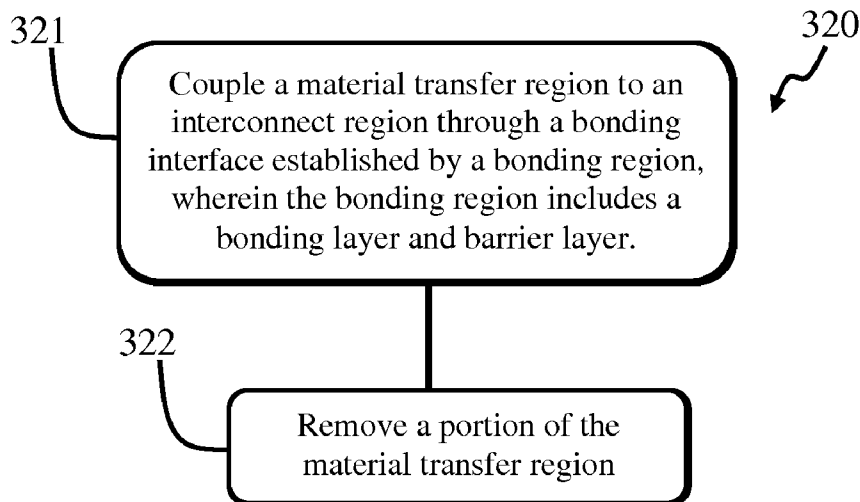 321
320
Couple a material transfer region to an
interconnect region through a bonding
interface established by a bonding region,
wherein the bonding region includes a
bonding layer and barrier layer.
322
Remove a portion of the
material transfer region